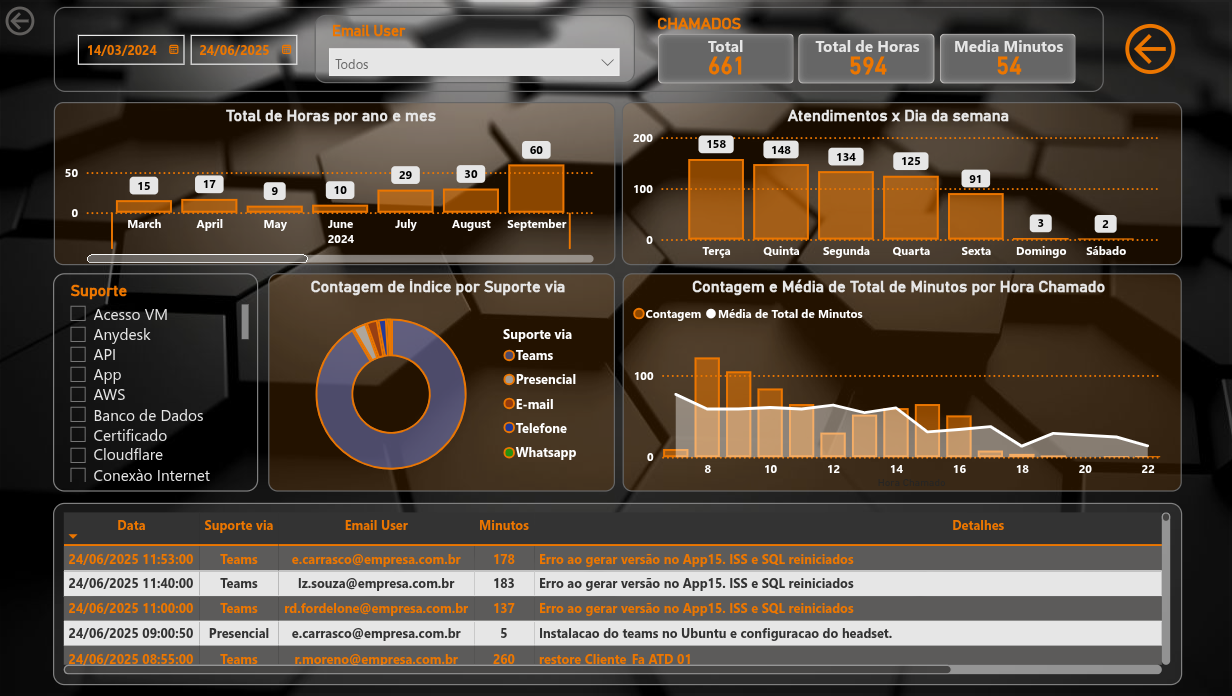 14/03/2024
24/06/2025
Email User
Todos
CHAMADOS
Total
661
Total de Horas
594
Media Minutos
54
Total de Horas por ano e mes
50
0
15
17
9
10
29
30
60
March
April
May
June
July
August
September
2024
Atendimentos x Dia da semana
200
100
0
158
148
134
125
91
3
2
Terça
Quinta
Segunda
Quarta
Sexta
Domingo
Sábado
Suporte
Acesso VM
Anydesk
API
App
AWS
Banco de Dados
Certificado
Cloudflare
Conexào Internet
Contagem de Índice por Suporte via
Suporte via
Teams
Presencial
E-mail
Telefone
Whatsapp
Contagem e Média de Total de Minutos por Hora Chamado
Contagem
Média de Total de Minutos
100
0
8
10
12
14
16
18
20
22
Hora Chamado
Data Suporte via Email User Minutos Detalhes
24/06/2025 11:53:00 Teams e.carrasco@empresa.com.br 178 Erro ao gerar versão no App15. ISS e SQL reiniciados
24/06/2025 11:40:00 Teams lz.souza@empresa.com.br 183 Erro ao gerar versão no App15. ISS e SQL reiniciados
24/06/2025 11:00:00 Teams rd.fordelone@empresa.com.br 137 Erro ao gerar versão no App15. ISS e SQL reiniciados
24/06/2025 09:00:50 Presencial e.carrasco@empresa.com.br 5 Instalacao do teams no Ubuntu e configuracao do headset.
24/06/2025 08:55:00 Teams r.moreno@empresa.com.br 260 restore Cliente_Fa ATD 01